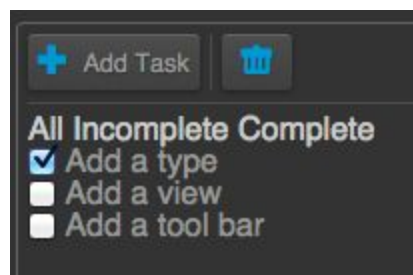 Add Task
All Incomplete Complete
Add a type
Add a view
Add a tool bar